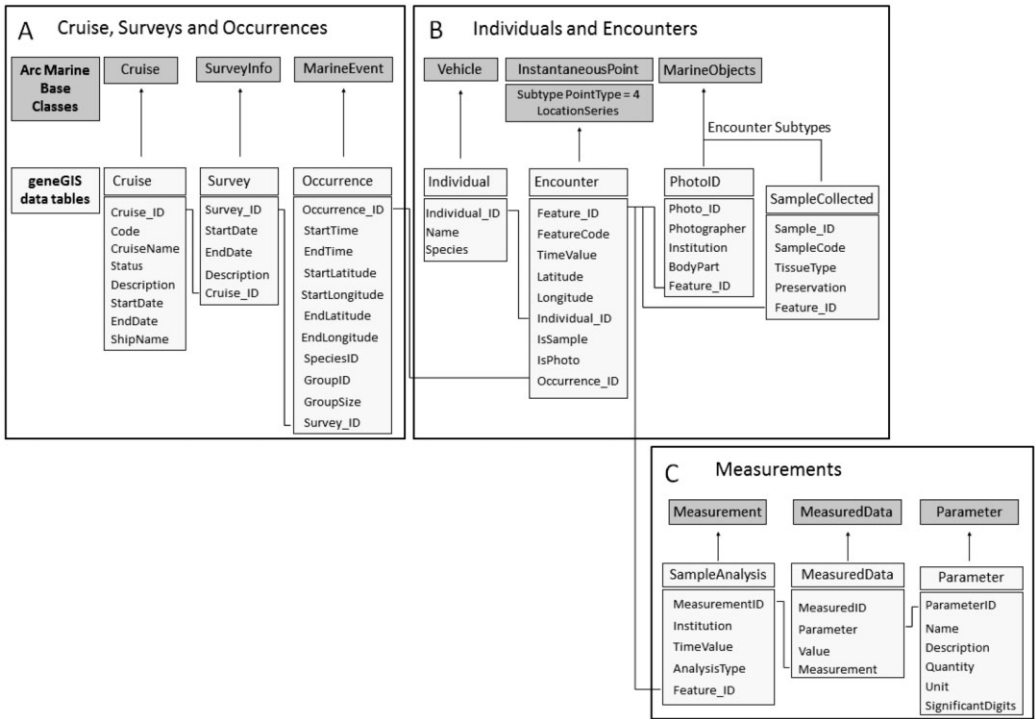 A Cruise, Surveys and Occurrences
Arc Marine
Base
Classes
Cruise
SurveyInfo
MarineEvent
geneGIS
data tables
Cruise
Cruise_ID
Code
CruiseName
Status
Description
StartDate
EndDate
ShipName
Survey
Survey_ID
StartDate
EndDate
Description
Cruise_ID
Occurrence
Occurrence_ID
StartTime
EndTime
StartLatitude
StartLongitude
EndLatitude
EndLongitude
SpeciesID
GroupID
GroupSize
Survey_ID
B Individuals and Encounters
Vehicle
InstantaneousPoint
Subtype PointType = 4
LocationSeries
MarineObjects
Encounter Subtypes
Individual
Individual_ID
Name
Species
Encounter
Feature_ID
FeatureCode
TimeValue
Latitude
Longitude
Individual_ID
IsSample
IsPhoto
Occurrence_ID
PhotoID
Photo_ID
Photographer
Institution
BodyPart
Feature_ID
SampleCollected
Sample_ID
SampleCode
TissueType
Preservation
Feature_ID
C Measurements
Measurement
MeasuredData
Parameter
SampleAnalysis
MeasurementID
Institution
TimeValue
AnalysisType
Feature_ID
MeasuredData
MeasuredID
Parameter
Value
Measurement
Parameter
ParameterID
Name
Description
Quantity
Unit
SignificantDigits